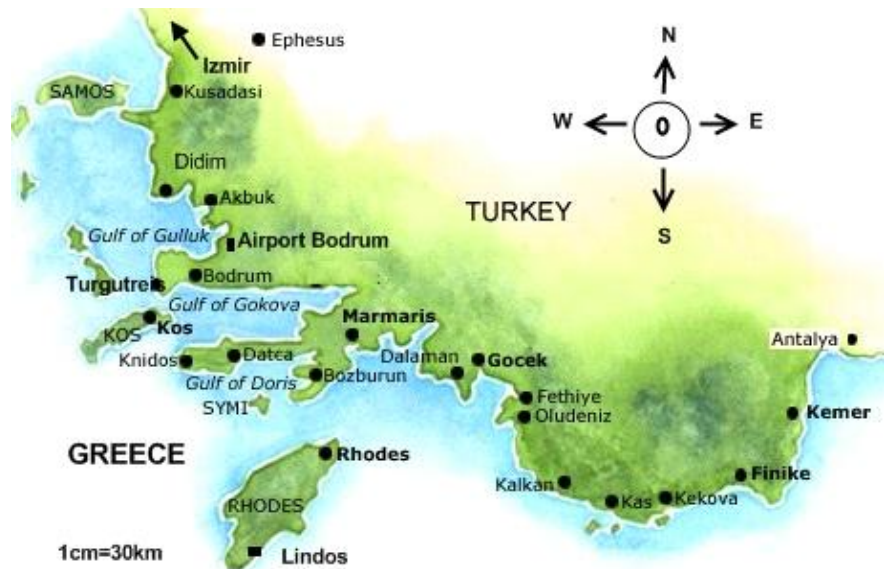 N
Ephesus
Izmir
SAMOS
Kusadasi
W
0
E
Didim
Akbuk
TURKEY
S
Gulf of Gulluk
Airport Bodrum
Bodrum
Turgutreis
Gulf of Gokova
KOS
Kos
Marmaris
Antalya
Knidos
Datca
Dalaman
Gocek
Gulf of Doris
Bozburun
SYMI
Fethiye
Oludeniz
Kemer
GREECE
Rhodes
Finike
Kalkan
Kas
Kekova
RHODES
1cm=30km
Lindos